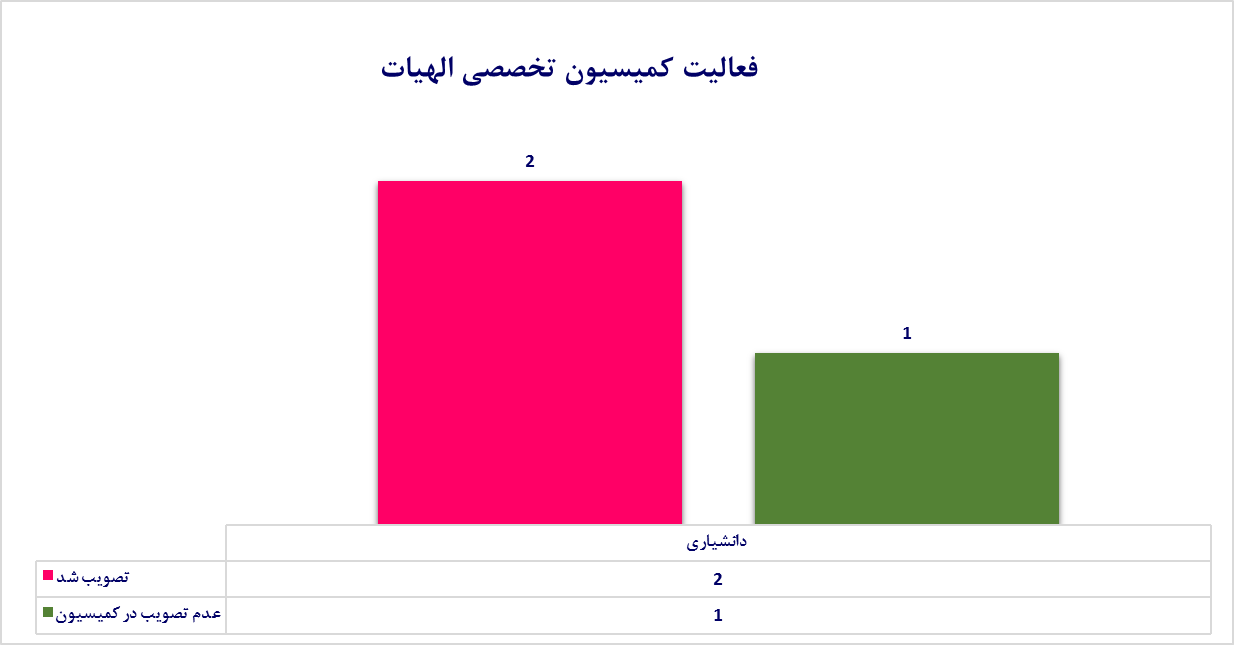 فعالیت کمیسیون تخصصی الهیات
2
1
دانشیاری
تصویب شد 2
عدم تصویب در کمیسیون 1